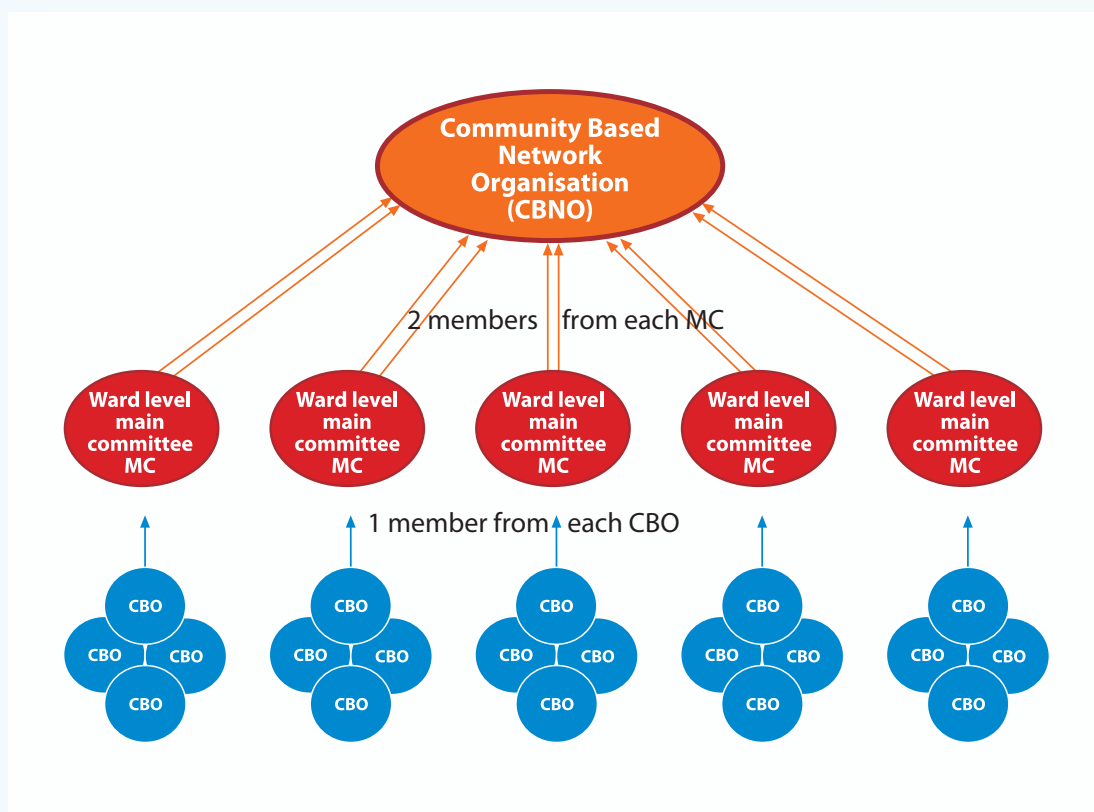 Community Based
Network
Organisation
(CBNO)
2 members from each MC
Ward level
main
committee
MC
Ward level
main
committee
MC
Ward level
main
committee
MC
Ward level
main
committee
MC
Ward level
main
committee
MC
1 member from each CBO
CBO
CBO CBO
CBO
CBO
CBO CBO
CBO
CBO
CBO CBO
CBO
CBO
CBO CBO
CBO
CBO
CBO CBO
CBO